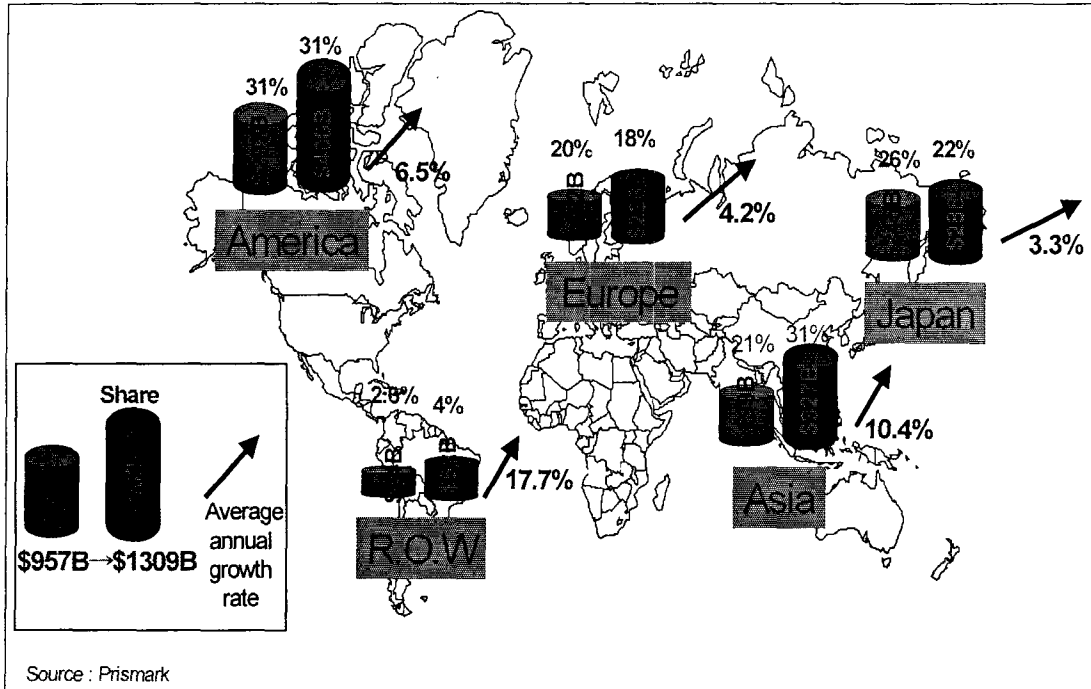 31%
31%
6.5%
America
20%
18%
4.2%
Europe
26%
22%
3.3%
Japan
21%
31%
10.4%
Asia
2.8%
4%
17.7%
R.O.W
Share
$957B→$1309B
Average
annual
growth
rate
Source : Prismark